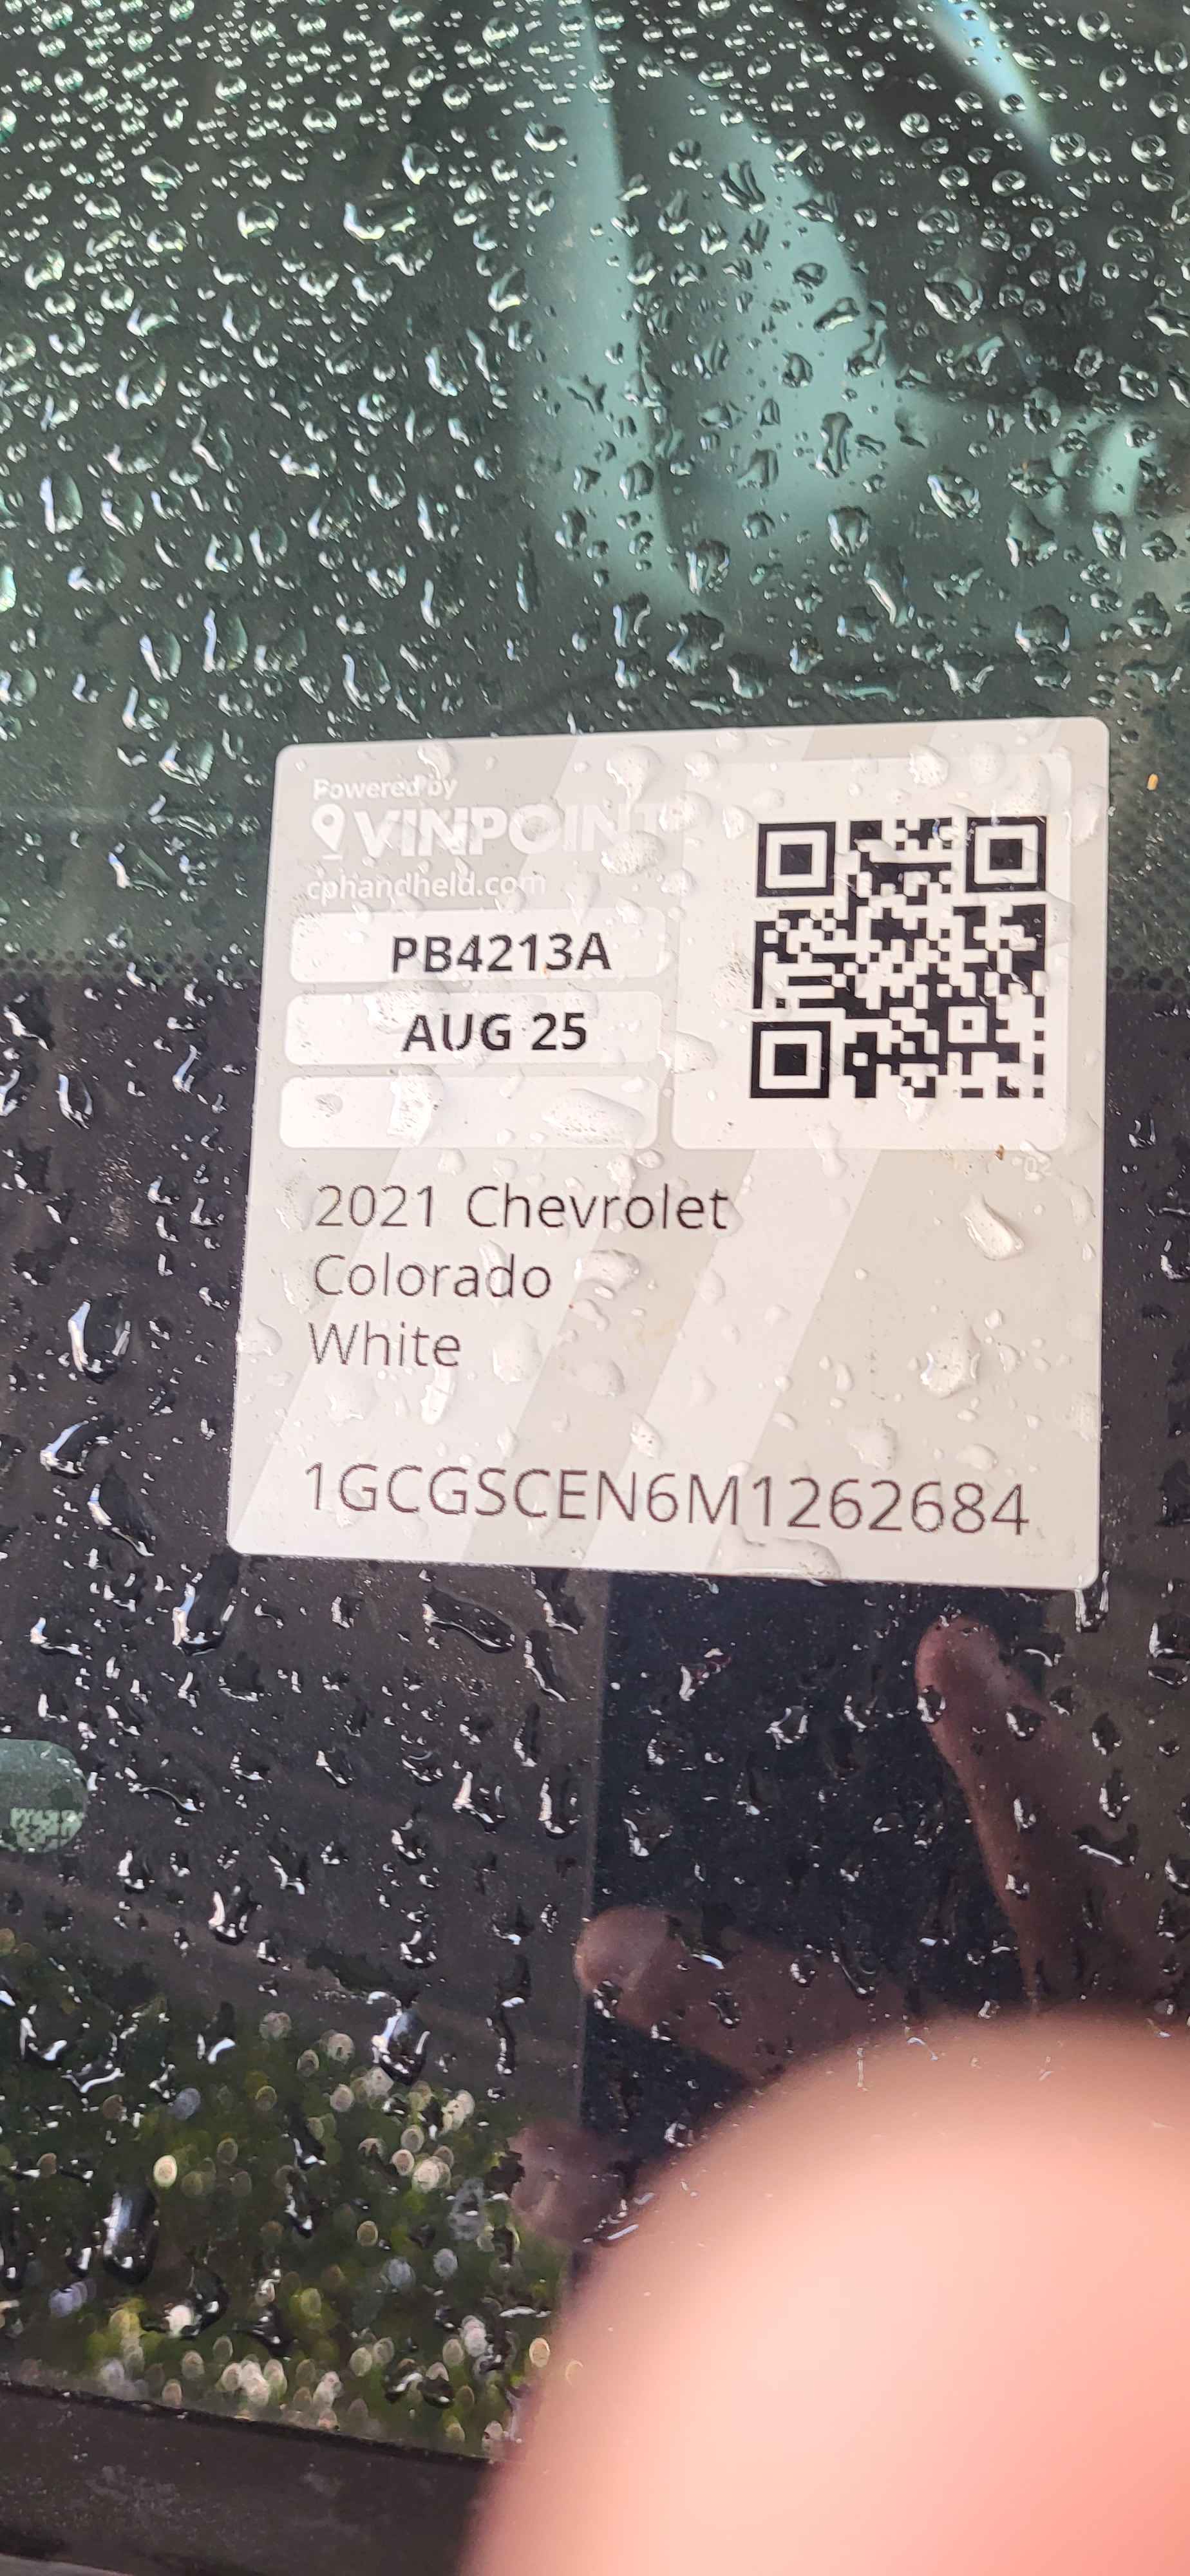 Powered by
VINPOINT
cphandheld.com
PB4213A
AUG 25
2021 Chevrolet
Colorado
White
1GCGSCEN6M1262684